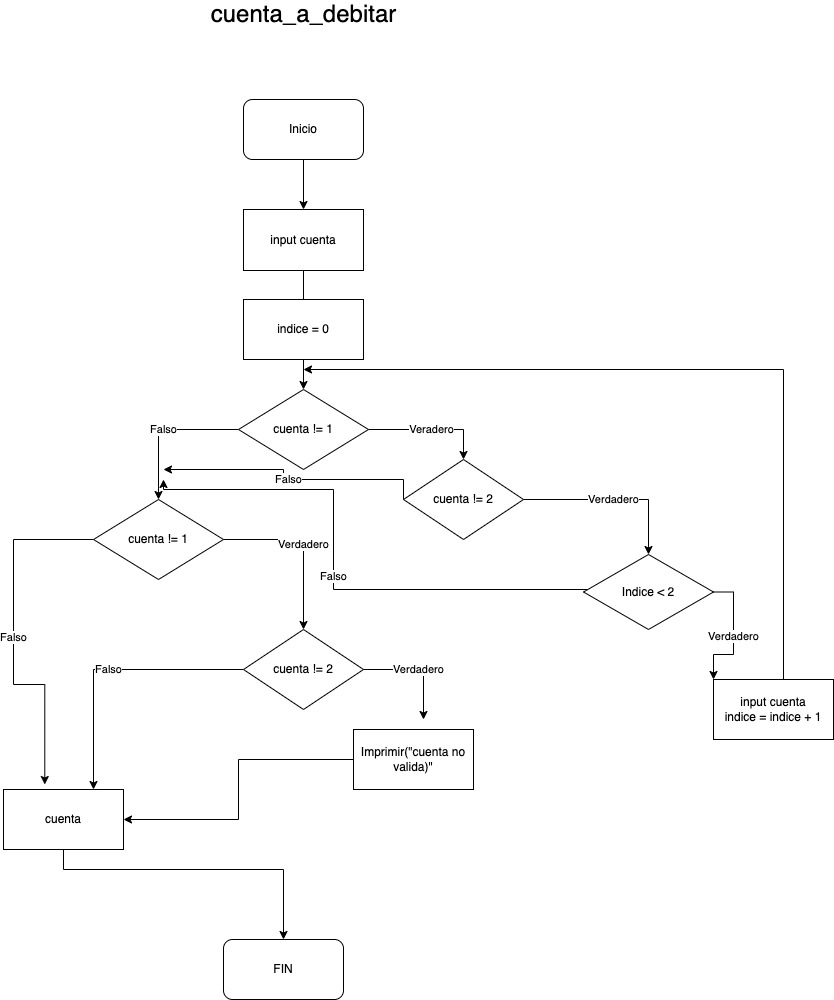 cuenta_a_debitar
Inicio
input cuenta
indice = 0
cuenta != 1
Falso
Veradero
Falso
cuenta != 2
Verdadero
cuenta != 1
Verdadero
Falso
Indice < 2
Falso
Verdadero
cuenta != 2
Falso
Verdadero
input cuenta
indice = indice + 1
Imprimir("cuenta no
valida)"
cuenta
FIN